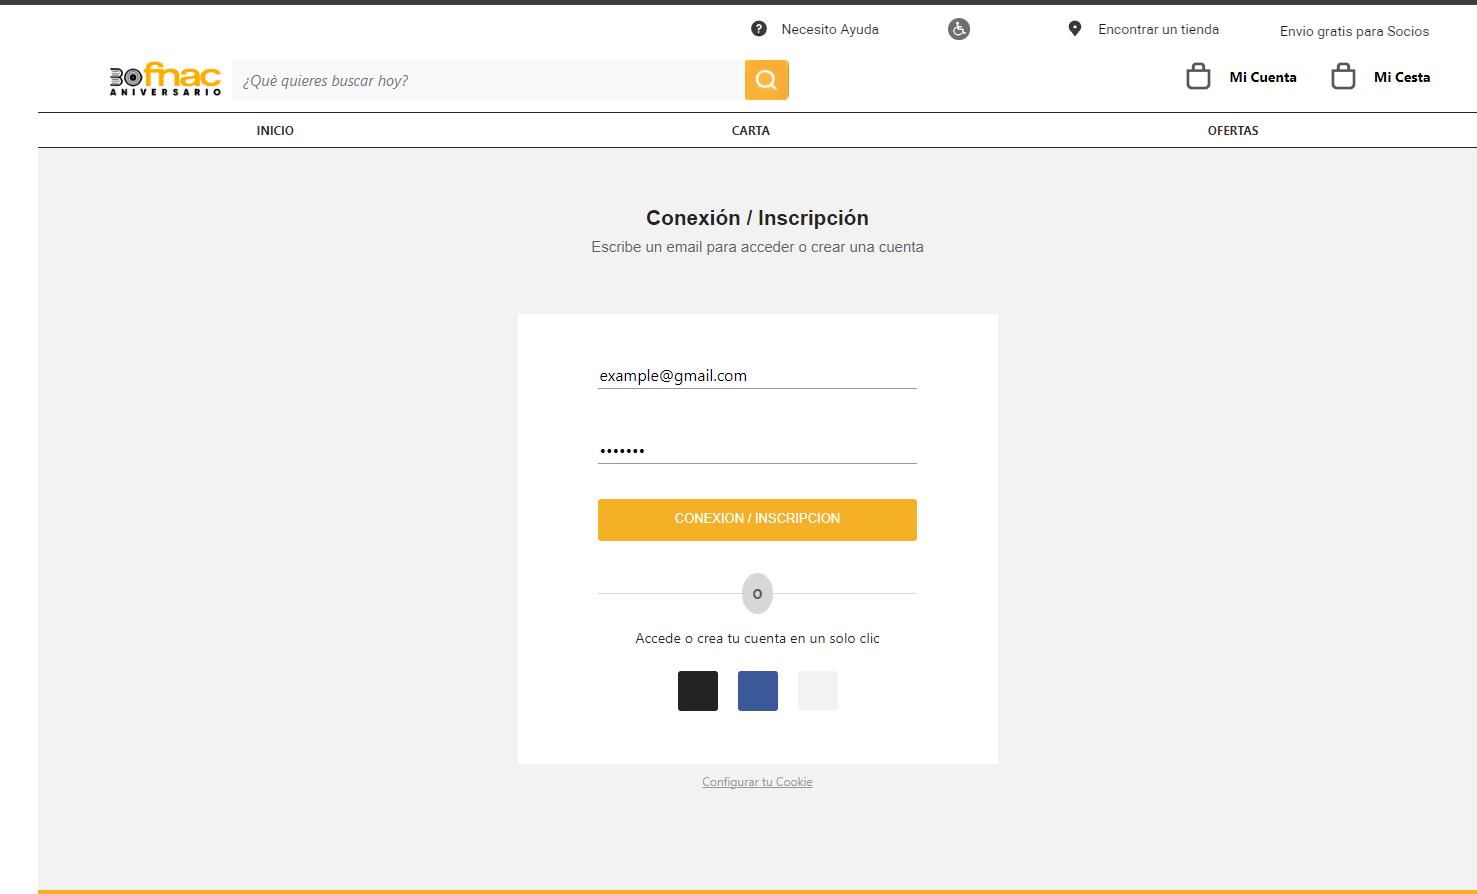 Necesito Ayuda
Encontrar un tienda
Envio gratis para Socios
30 fnac
ANIVERSARIO
¿Què quieres buscar hoy?
Mi Cuenta
Mi Cesta
INICIO
CARTA
OFERTAS
Conexión / Inscripción
Escribe un email para acceder o crear una cuenta
example@gmail.com
•••••••
CONEXION / INSCRIPCION
O
Accede o crea tu cuenta en un solo clic
Configurar tu Cookie